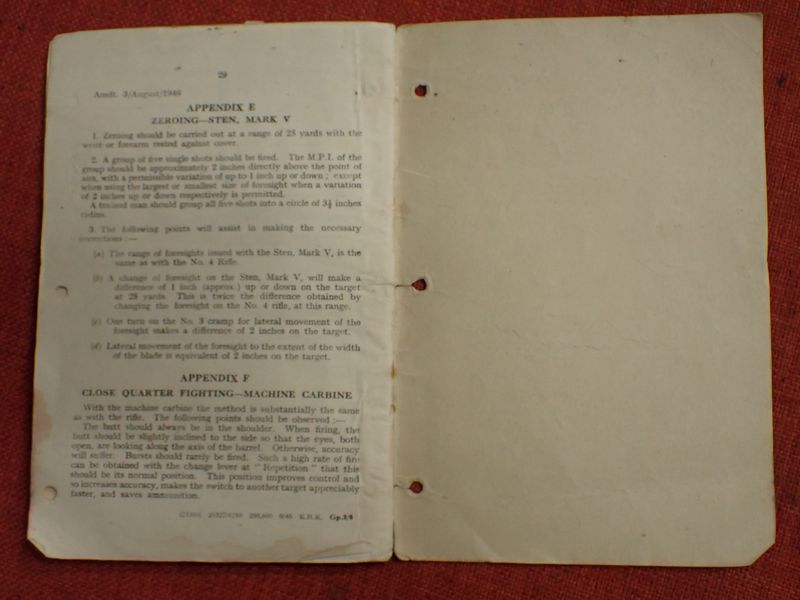 29
Amdt. 3/August/1946
APPENDIX E
ZEROING—STEN, MARK V
1. Zeroing should be carried out at a range of 28 yards with the
wrist or forearm rested against cover.
2. A group of five single shots should be fired. The M.P.I. of the
group should be approximately 2 inches directly above the point of
aim, with a permissible variation of up to 1 inch up or down; except
when using the largest or smallest size of foresight when a variation
of 2 inches up or down respectively is permitted.
A trained man should group all five shots into a circle of 3½ inches
radius.
3. The following points will assist in making the necessary
corrections :—
(a) The range of foresights issued with the Sten, Mark V, is the
same as with the No. 4 Rifle.
(b) A change of foresight on the Sten, Mark V, will make a
difference of 1 inch (approx.) up or down on the target
at 28 yards. This is twice the difference obtained by
changing the foresight on the No. 4 rifle, at this range.
(c) One turn on the No. 3 cramp for lateral movement of the
foresight makes a difference of 2 inches on the target.
(d) Lateral movement of the foresight to the extent of the width
of the blade is equivalent of 2 inches on the target.
APPENDIX F
CLOSE QUARTER FIGHTING—MACHINE CARBINE
With the machine carbine the method is substantially the same
as with the rifle. The following points should be observed :—
The butt should always be in the shoulder. When firing, the
butt should be slightly inclined to the side so that the eyes, both
open, are looking along the axis of the barrel. Otherwise, accuracy
will suffer. Bursts should rarely be fired. Such a high rate of fire
can be obtained with the change lever at " Repetition " that this
should be its normal position. This position improves control and
so increases accuracy, makes the switch to another target appreciably
faster, and saves ammunition.
8/46 K.H.K. Gp.8/8